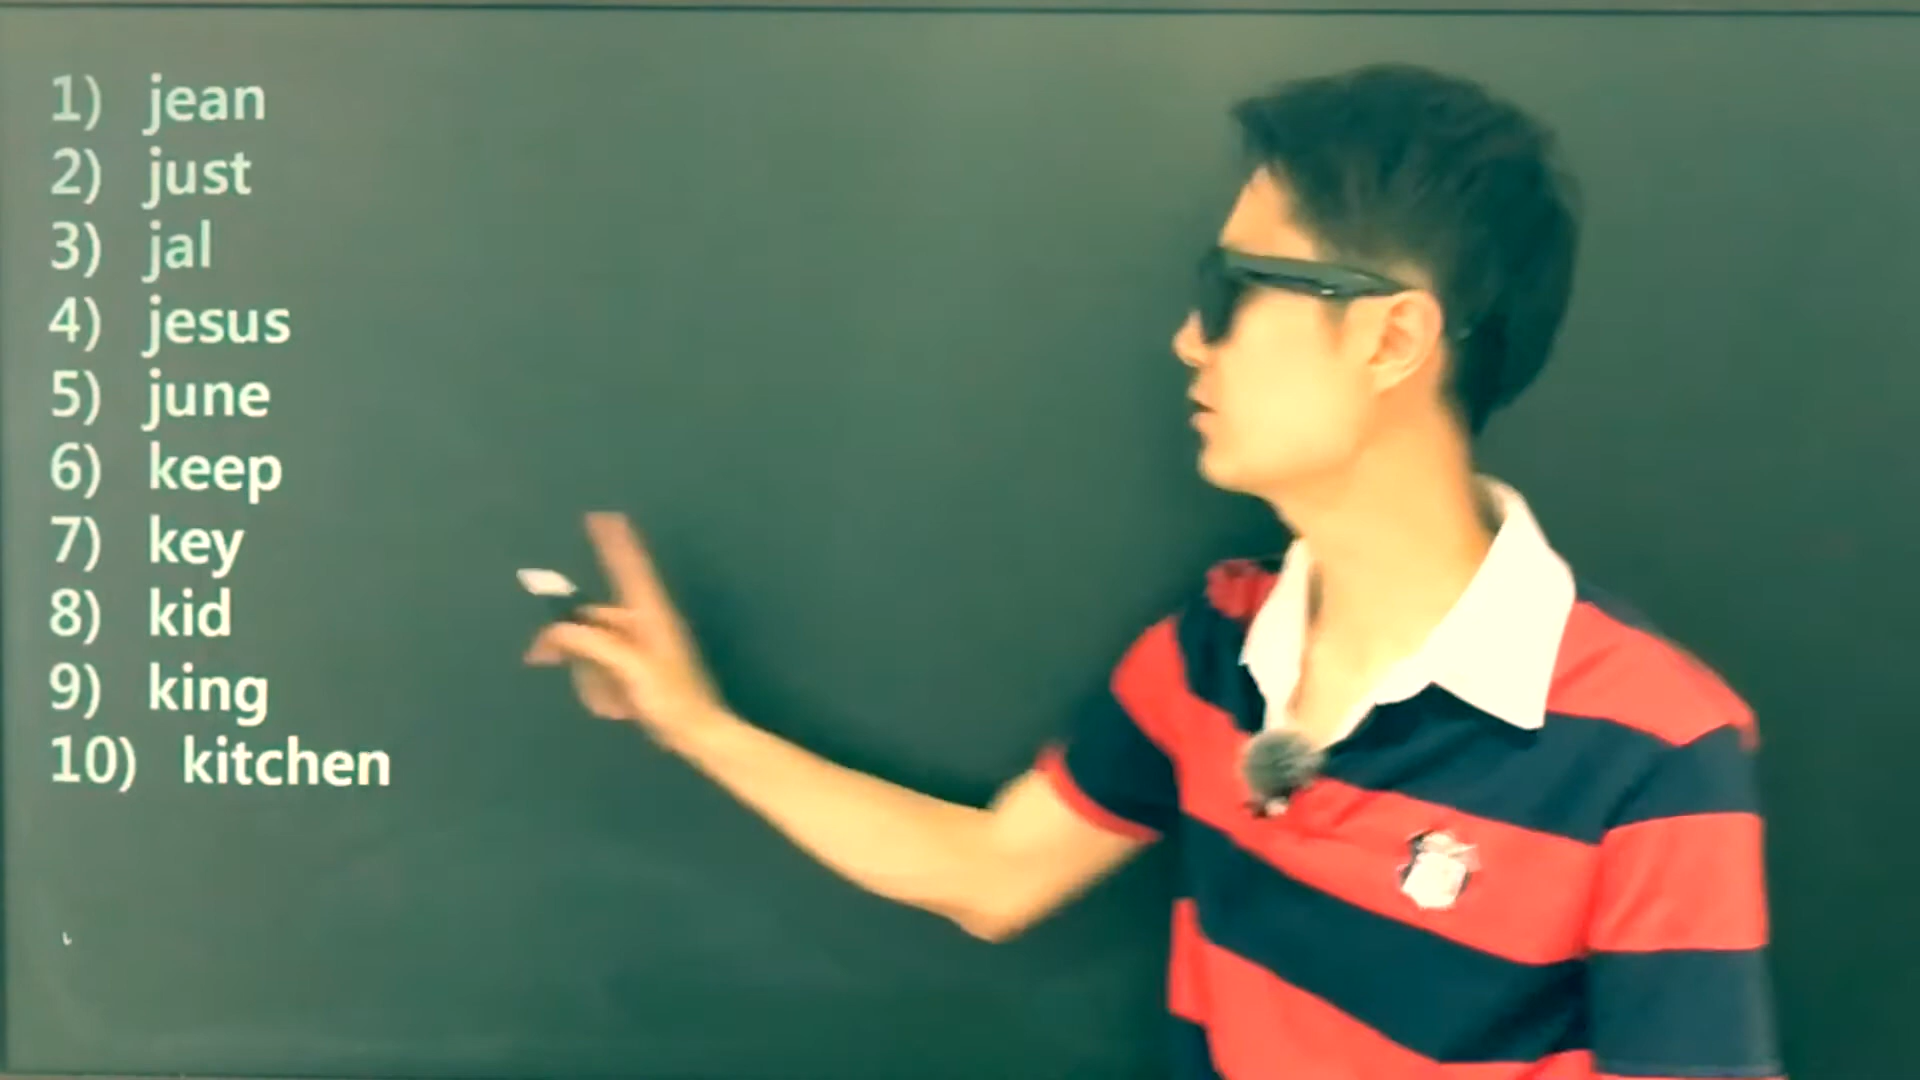 1) jean
2) just
3) jal
4) jesus
5) june
6) keep
7) key
8) kid
9) king
10) kitchen